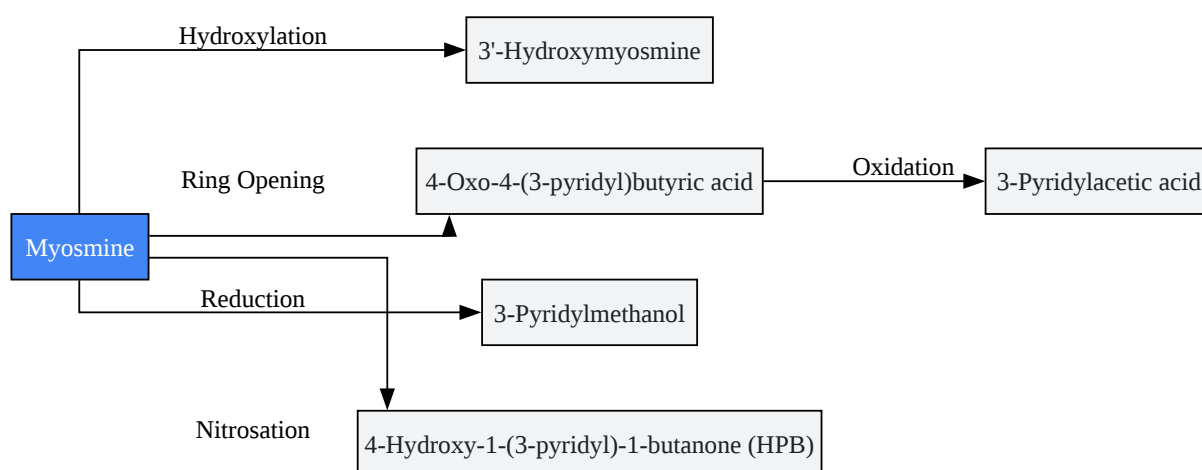 Hydroxylation
3'-Hydroxymyosmine
Ring Opening
4-Oxo-4-(3-pyridyl)butyric acid
Oxidation
3-Pyridylacetic acid
Myosmine
Reduction
3-Pyridylmethanol
Nitrosation
4-Hydroxy-1-(3-pyridyl)-1-butanone (HPB)